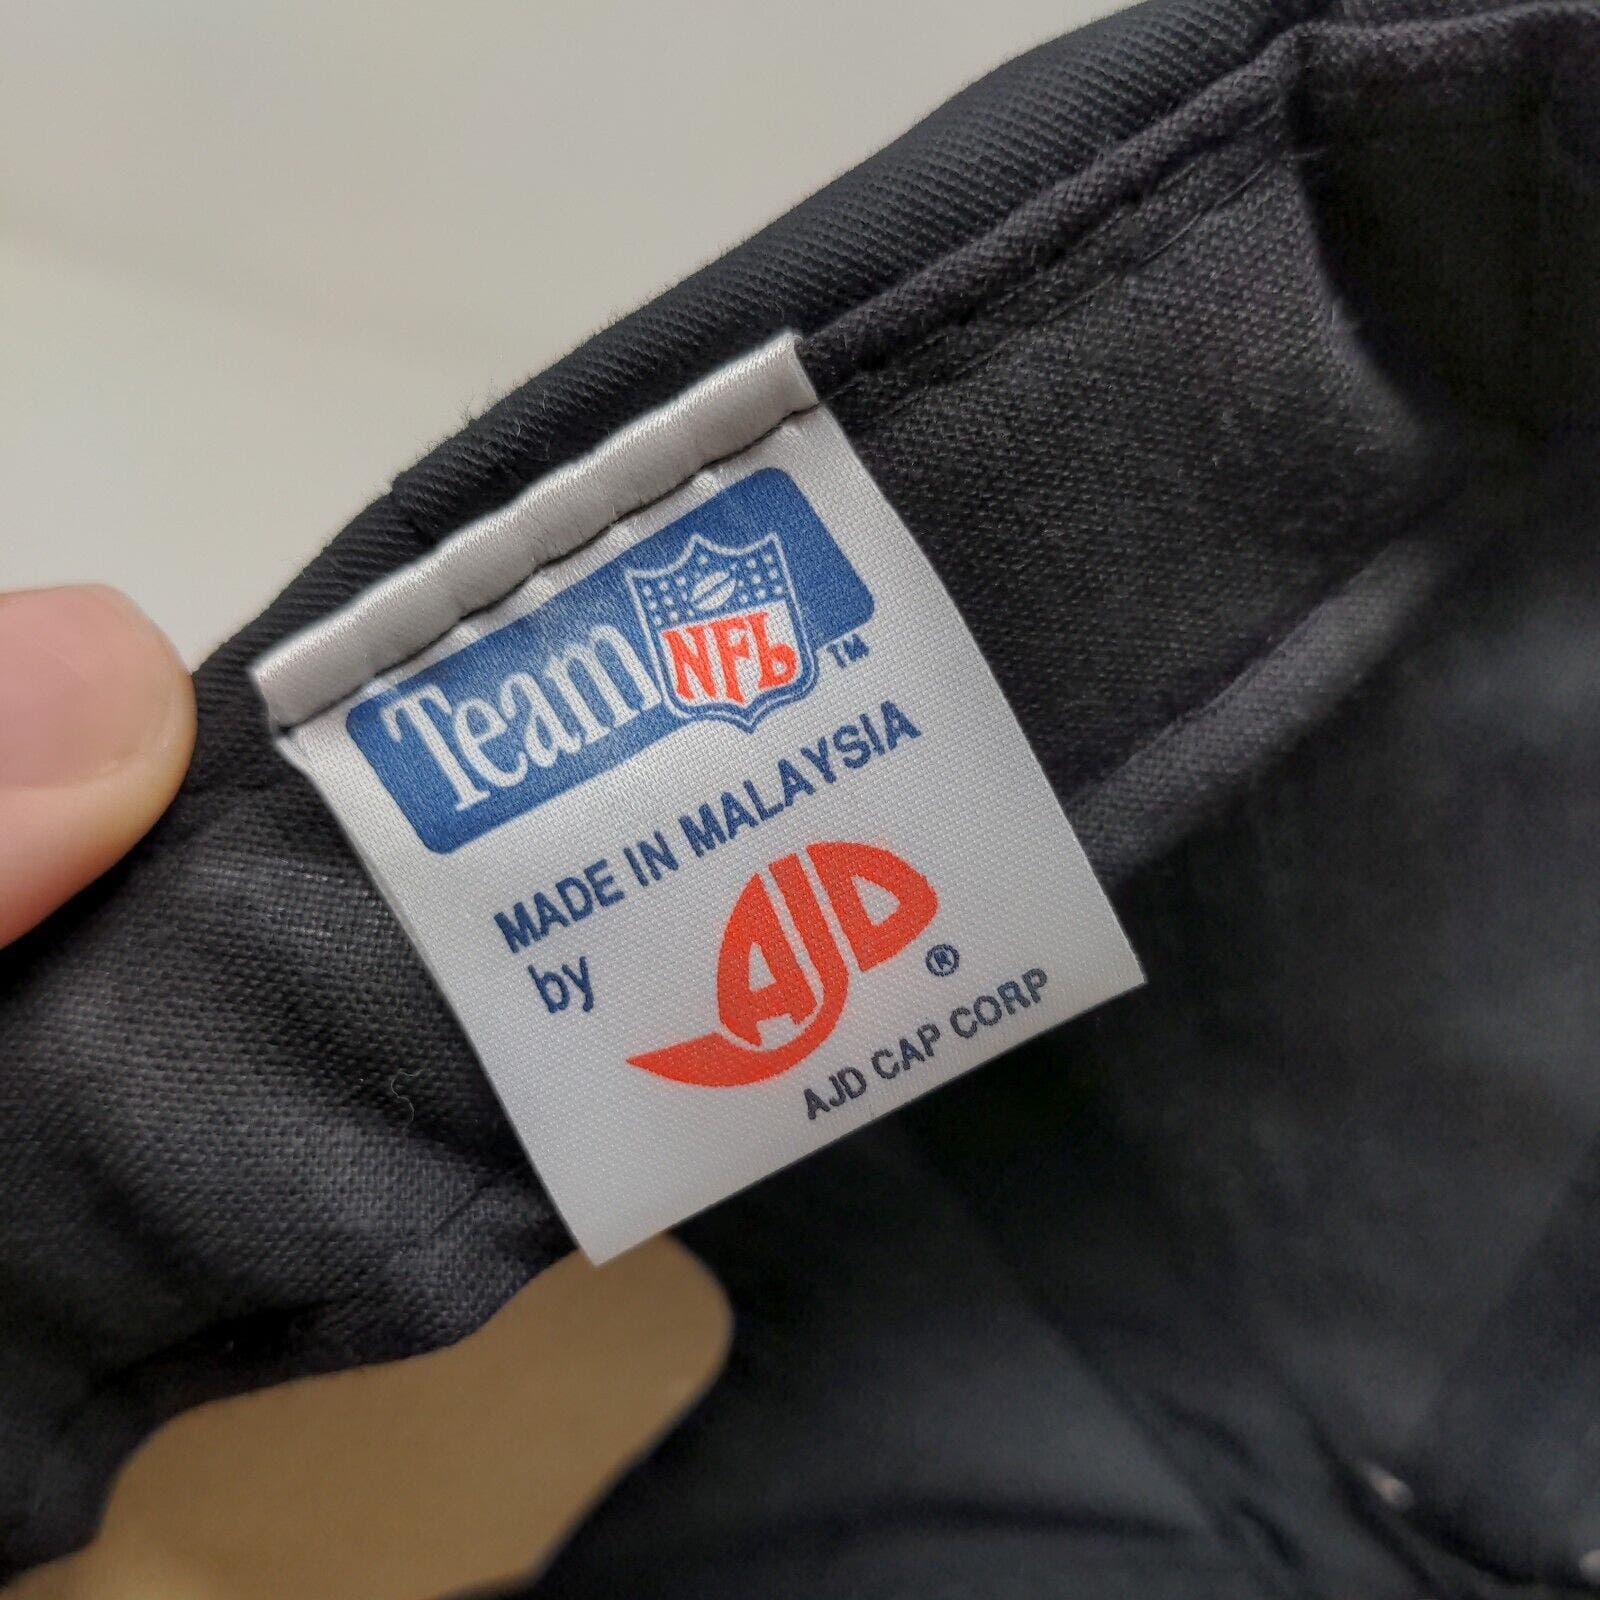 Team NFL TM
MADE IN MALAYSIA
by AJD ®
AJD CAP CORP